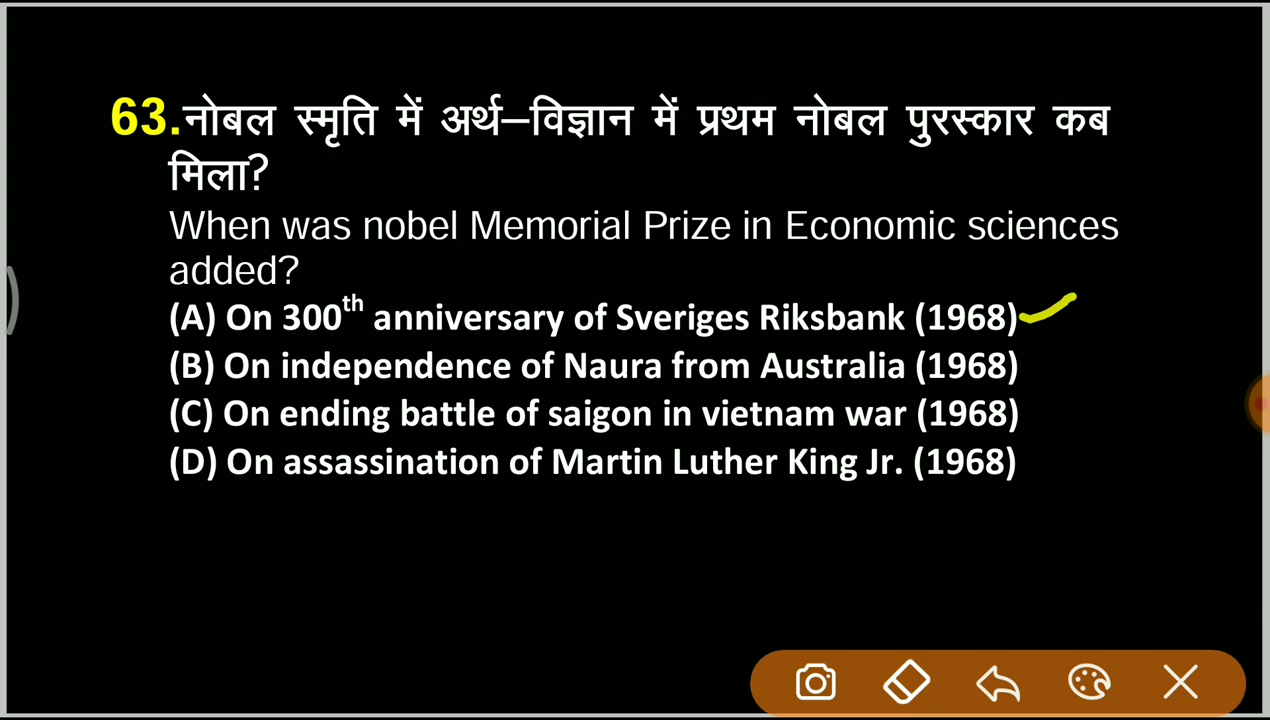 63.नोबल स्मृति में अर्थ–विज्ञान में प्रथम नोबल पुरस्कार कब
मिला?
When was nobel Memorial Prize in Economic sciences
added?
(A) On 300th anniversary of Sveriges Riksbank (1968)
(B) On independence of Naura from Australia (1968)
(C) On ending battle of saigon in vietnam war (1968)
(D) On assassination of Martin Luther King Jr. (1968)